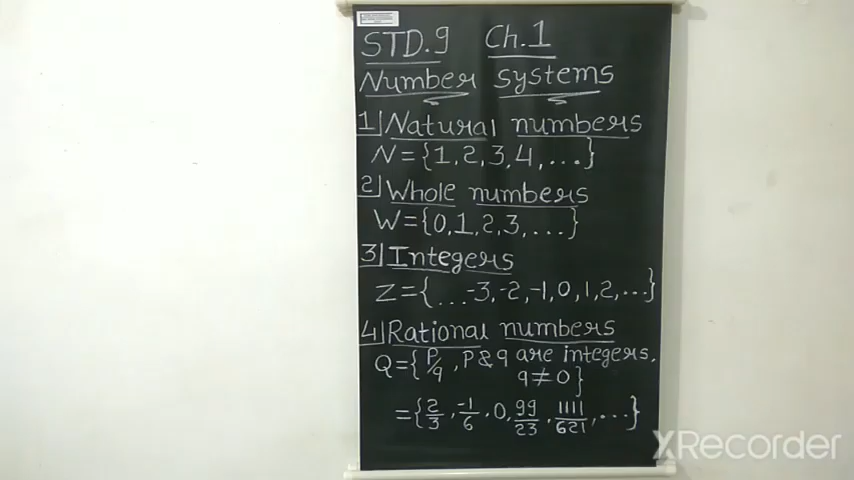 STD.9 Ch.1
Number Systems
1] Natural numbers
N={1,2,3,4,...}
2] Whole numbers
W={0,1,2,3,...}
3] Integers
Z={...-3,-2,-1,0,1,2,...}
4] Rational numbers
Q={P/q, P & q are integers.
q≠0}
={2/3, -1/6, 0, 99/23, 1111/621, ...}
XRecorder